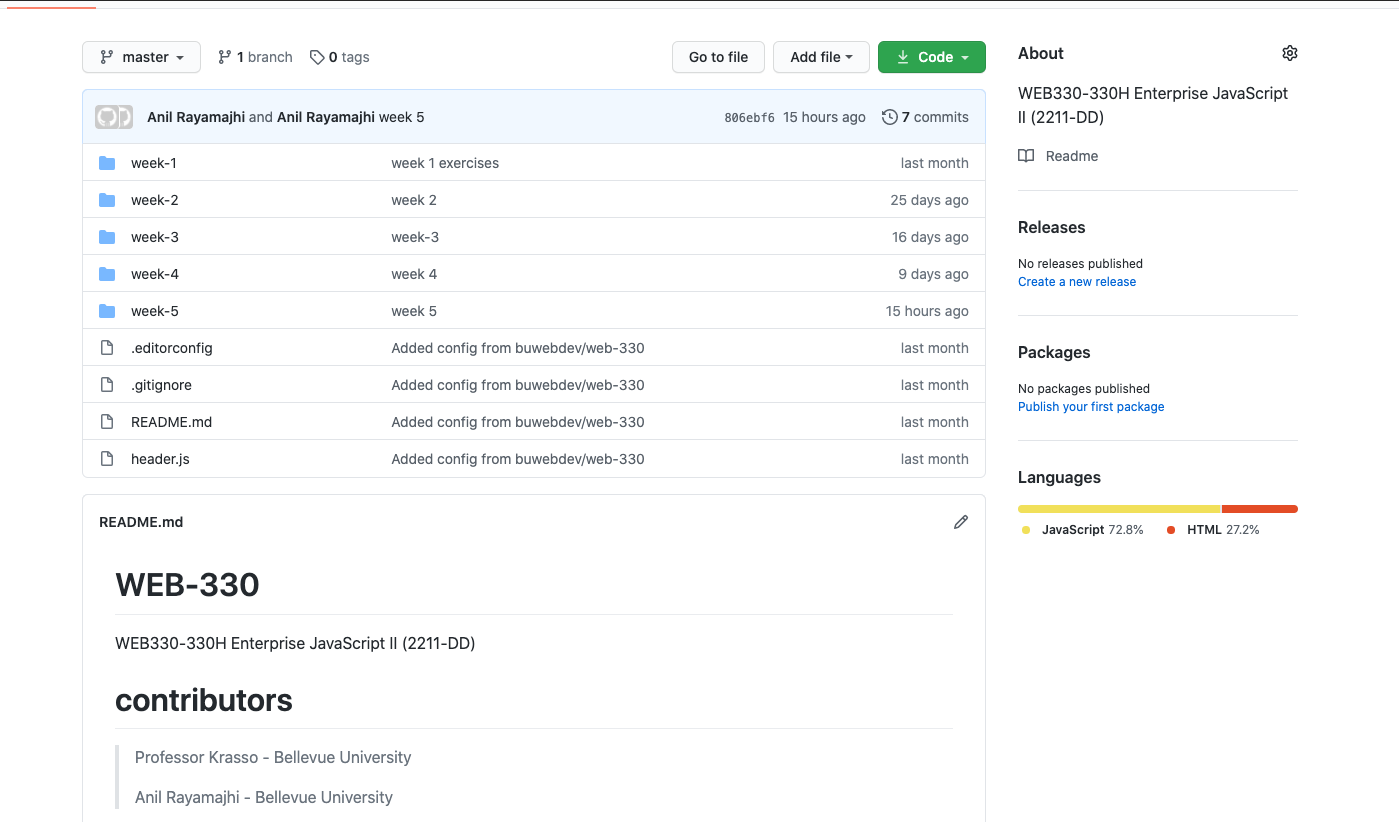 master 1 branch 0 tags Go to file Add file Code
Anil Rayamajhi and Anil Rayamajhi week 5 806ebf6 15 hours ago 7 commits
week-1 week 1 exercises last month
week-2 week 2 25 days ago
week-3 week-3 16 days ago
week-4 week 4 9 days ago
week-5 week 5 15 hours ago
.editorconfig Added config from buwebdev/web-330 last month
.gitignore Added config from buwebdev/web-330 last month
README.md Added config from buwebdev/web-330 last month
header.js Added config from buwebdev/web-330 last month
README.md
WEB-330
WEB330-330H Enterprise JavaScript II (2211-DD)
contributors
Professor Krasso - Bellevue University
Anil Rayamajhi - Bellevue University
About
WEB330-330H Enterprise JavaScript
II (2211-DD)
Readme
Releases
No releases published
Create a new release
Packages
No packages published
Publish your first package
Languages
JavaScript 72.8% HTML 27.2%